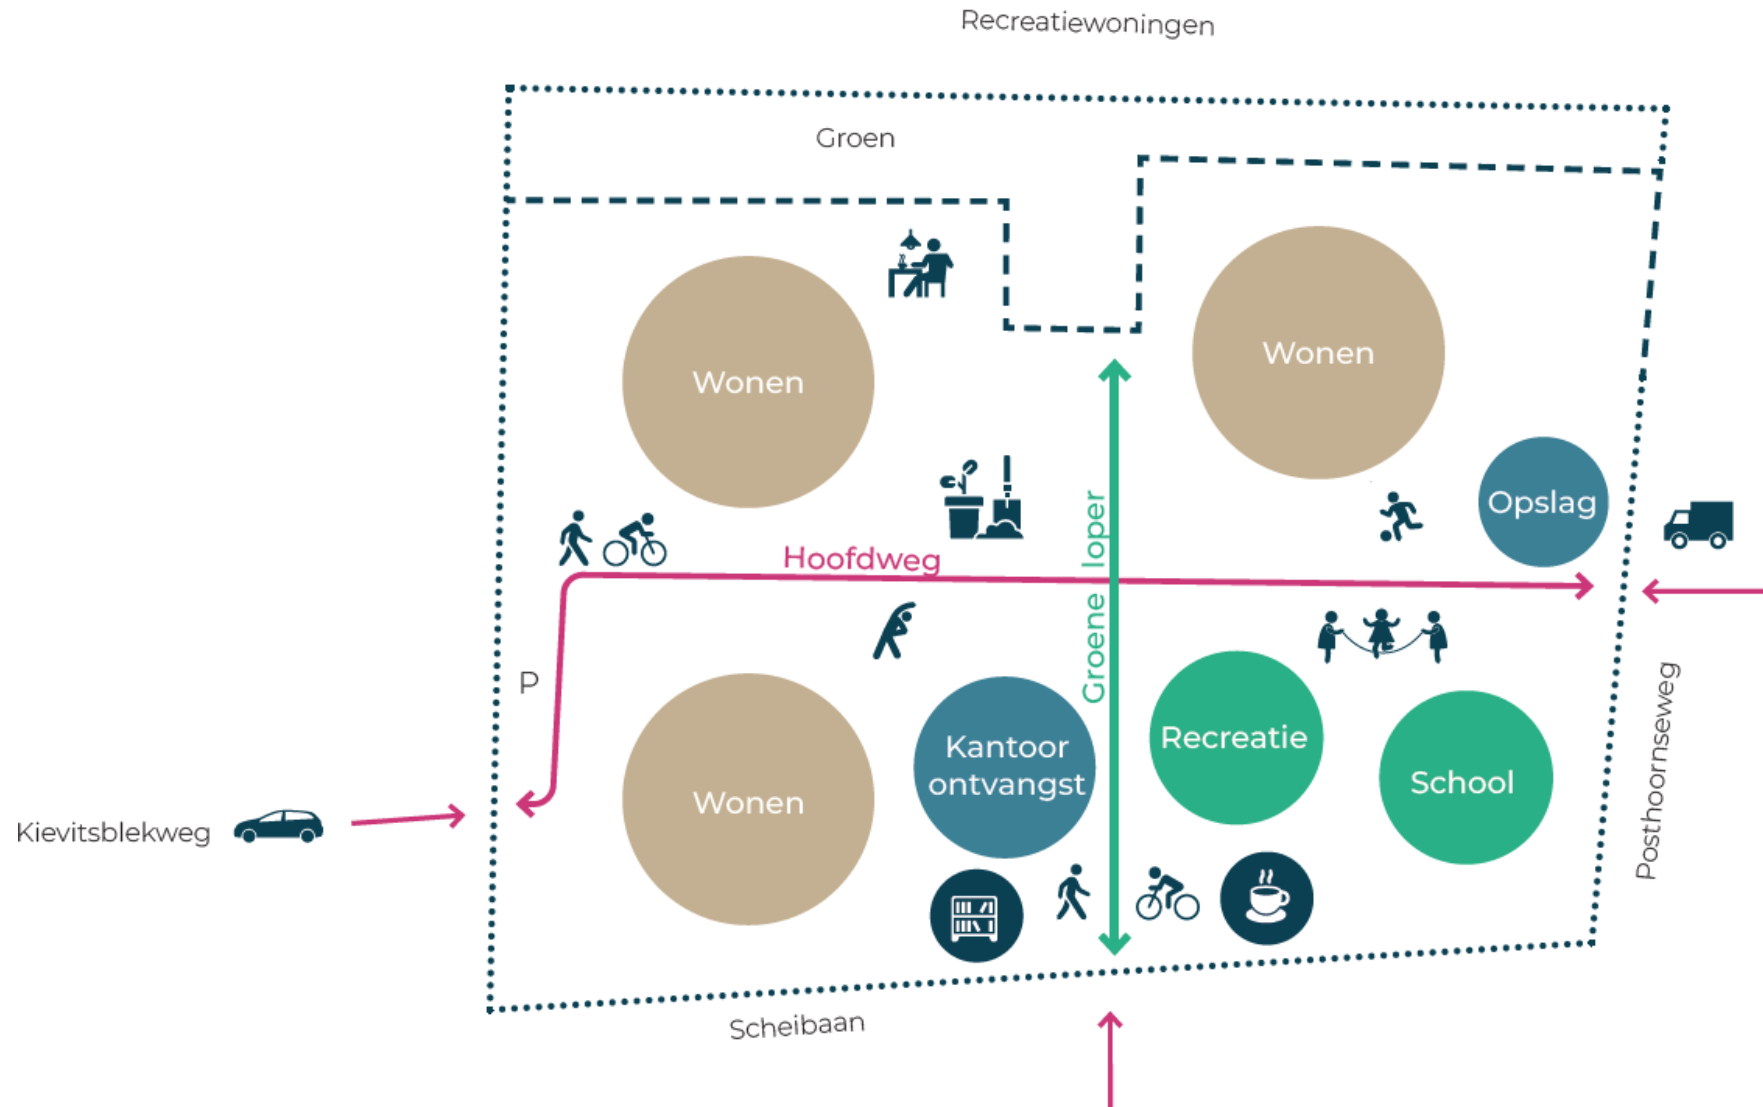 Recreatiewoningen
Groen
Wonen
Wonen
Opslag
Hoofdweg
Groene loper
P
Kantoor
ontvangst
Recreatie
School
Wonen
Posthoornseweg
Kievitsblekweg
Scheibaan